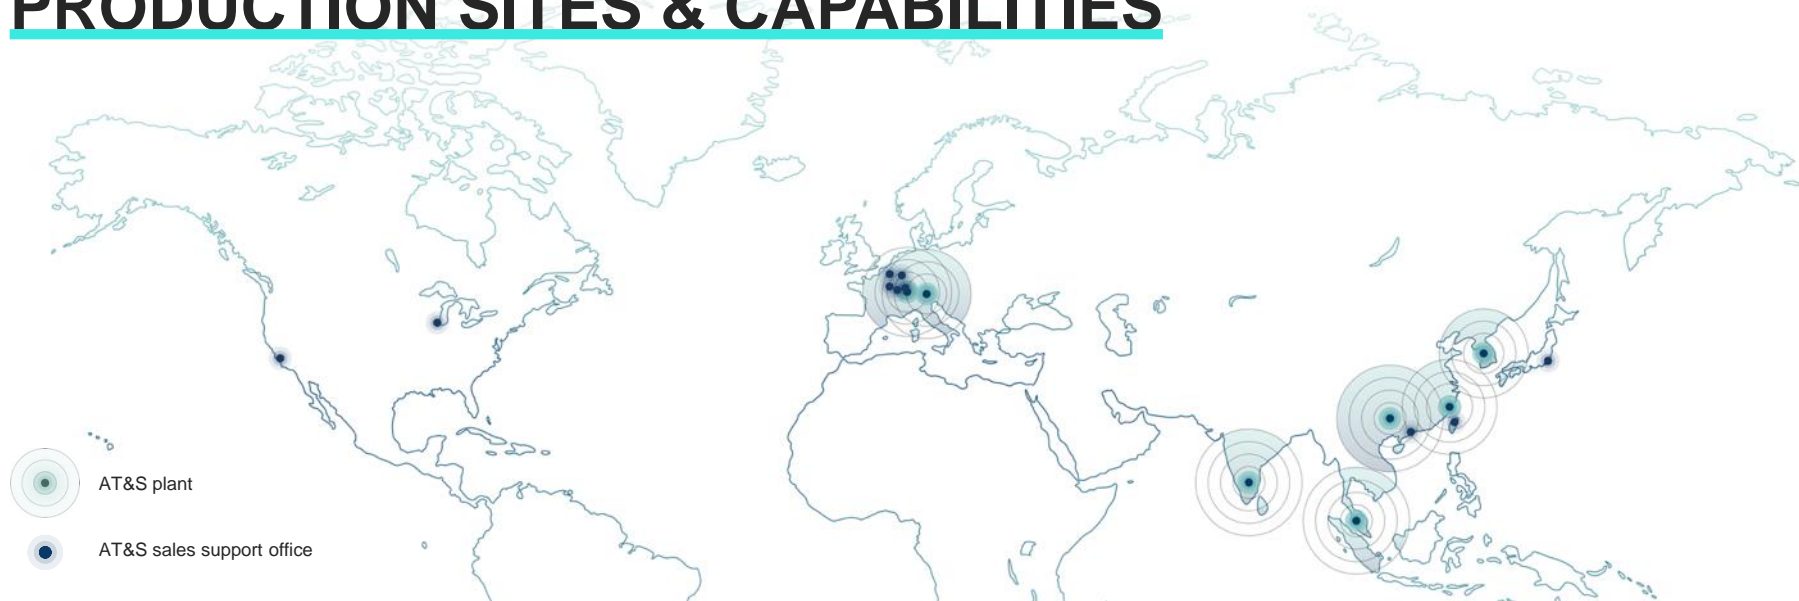 PRODUCTION SITES & CAPABILITIES
AT&S plant
AT&S sales support office